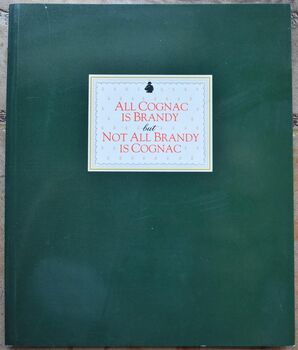 ALL COGNAC
IS BRANDY
but
NOT ALL BRANDY
IS COGNAC